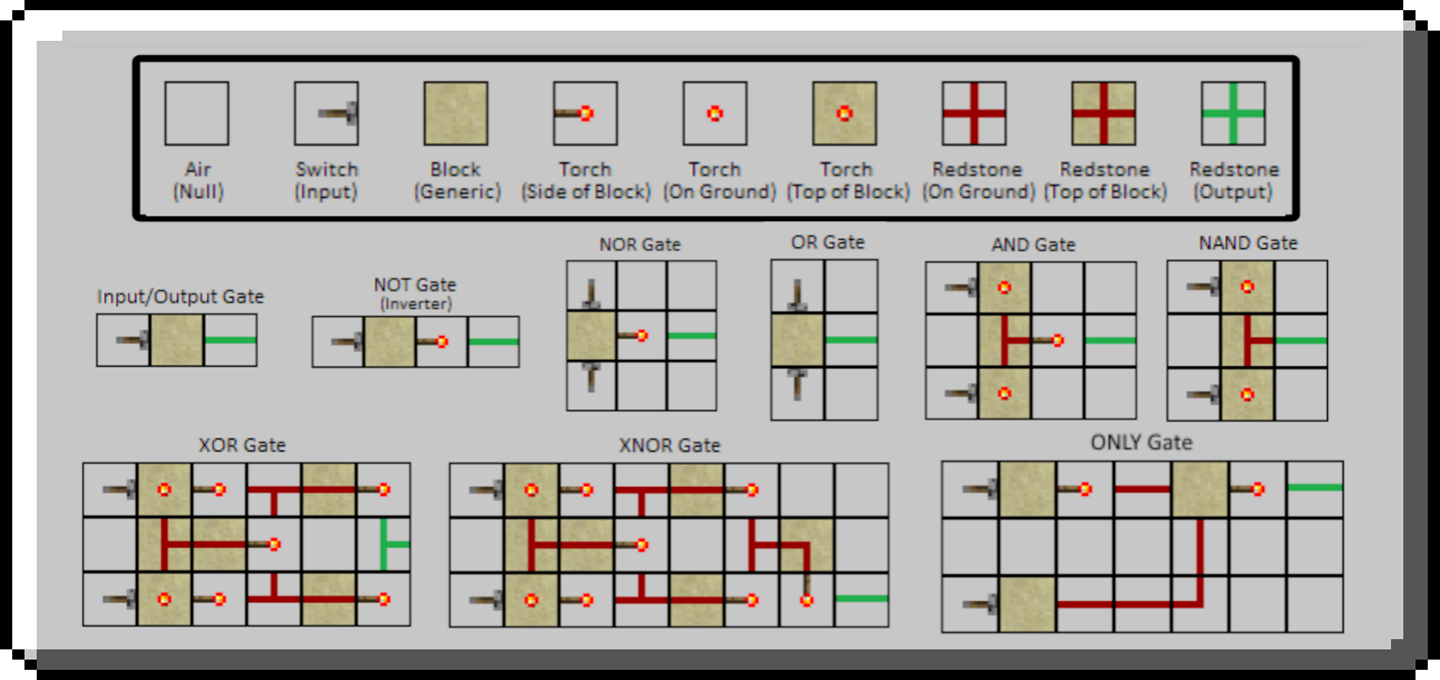 Air
(Null)
Switch
(Input)
Block
(Generic)
Torch
(Side of Block)
Torch
(On Ground)
Torch
(Top of Block)
Redstone
(On Ground)
Redstone
(Top of Block)
Redstone
(Output)
Input/Output Gate
NOT Gate
(Inverter)
NOR Gate
OR Gate
AND Gate
NAND Gate
XOR Gate
XNOR Gate
ONLY Gate